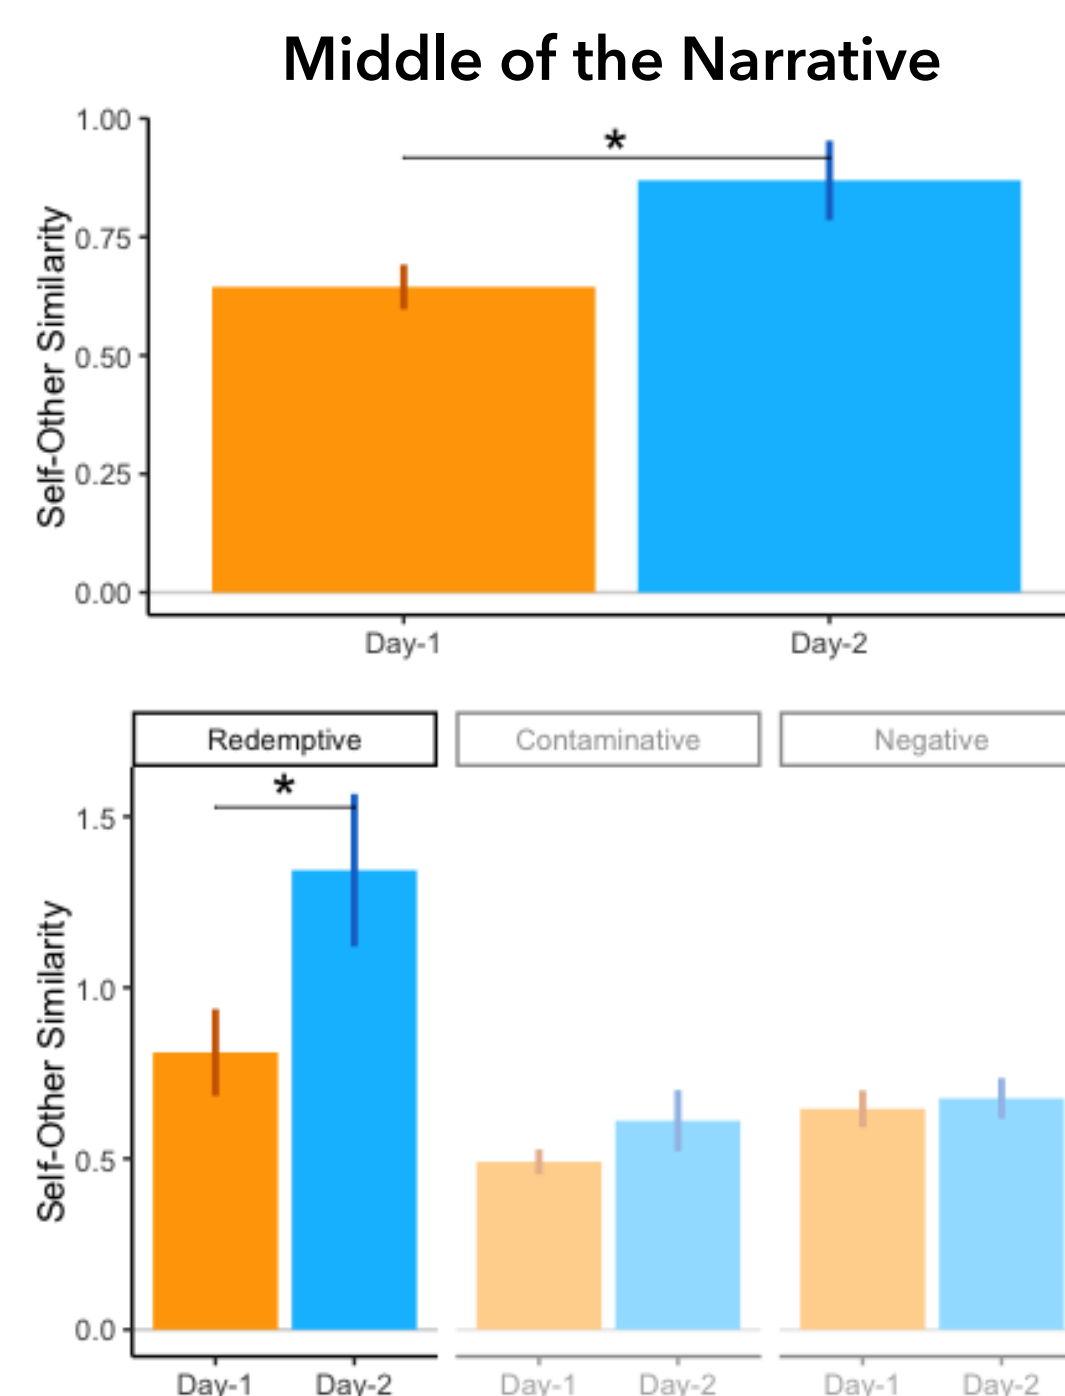 Middle of the Narrative
1.00
*
0.75
0.50
0.25
0.00
Self-Other Similarity
Day-1 Day-2
Redemptive Contaminative Negative
*
1.5
1.0
0.5
0.0
Self-Other Similarity
Day-1 Day-2 Day-1 Day-2 Day-1 Day-2